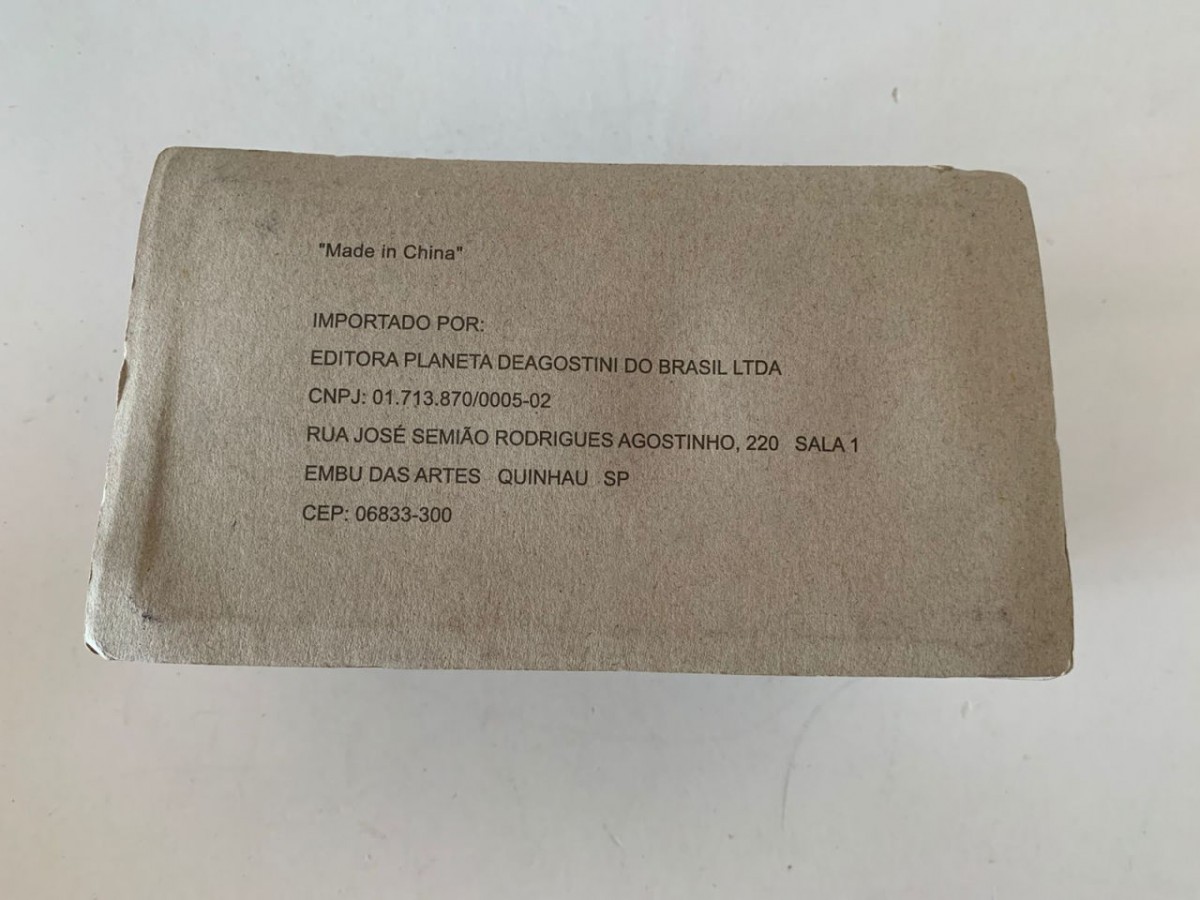 "Made in China"
IMPORTADO POR:
EDITORA PLANETA DEAGOSTINI DO BRASIL LTDA
CNPJ: 01.713.870/0005-02
RUA JOSÉ SEMIÃO RODRIGUES AGOSTINHO, 220 SALA 1
EMBU DAS ARTES QUINHAU SP
CEP: 06833-300